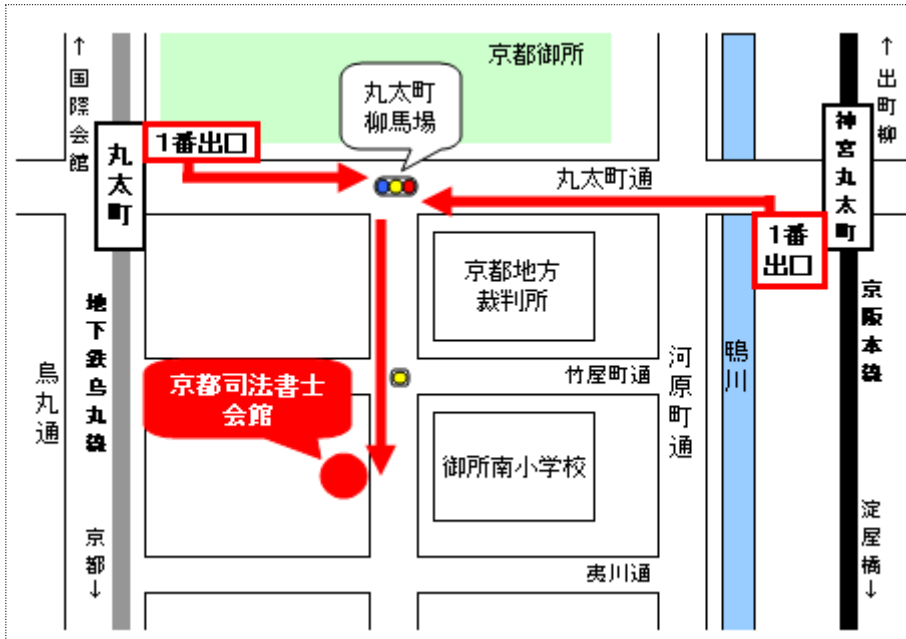 ↑国際会館
京都御所
↑出町柳
丸太町
柳馬場
1番出口
丸太町
神宮丸太町
丸太町通
1番
出口
京都地方
裁判所
地下鉄烏丸線
京阪本線
烏丸通
河原町通
鴨川
竹屋町通
京都司法書士
会館
御所南小学校
京都↓
淀屋橋↓
夷川通